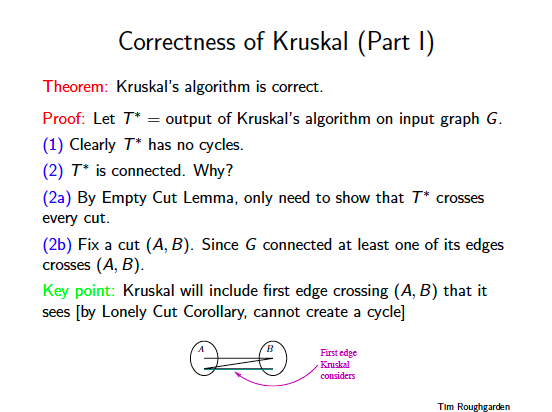 Correctness of Kruskal (Part I)
Theorem: Kruskal's algorithm is correct.
Proof: Let T* = output of Kruskal's algorithm on input graph G.
(1) Clearly T* has no cycles.
(2) T* is connected. Why?
(2a) By Empty Cut Lemma, only need to show that T* crosses
every cut.
(2b) Fix a cut (A, B). Since G connected at least one of its edges
crosses (A, B).
Key point: Kruskal will include first edge crossing (A, B) that it
sees [by Lonely Cut Corollary, cannot create a cycle]
A B
First edge
Kruskal
considers
Tim Roughgarden